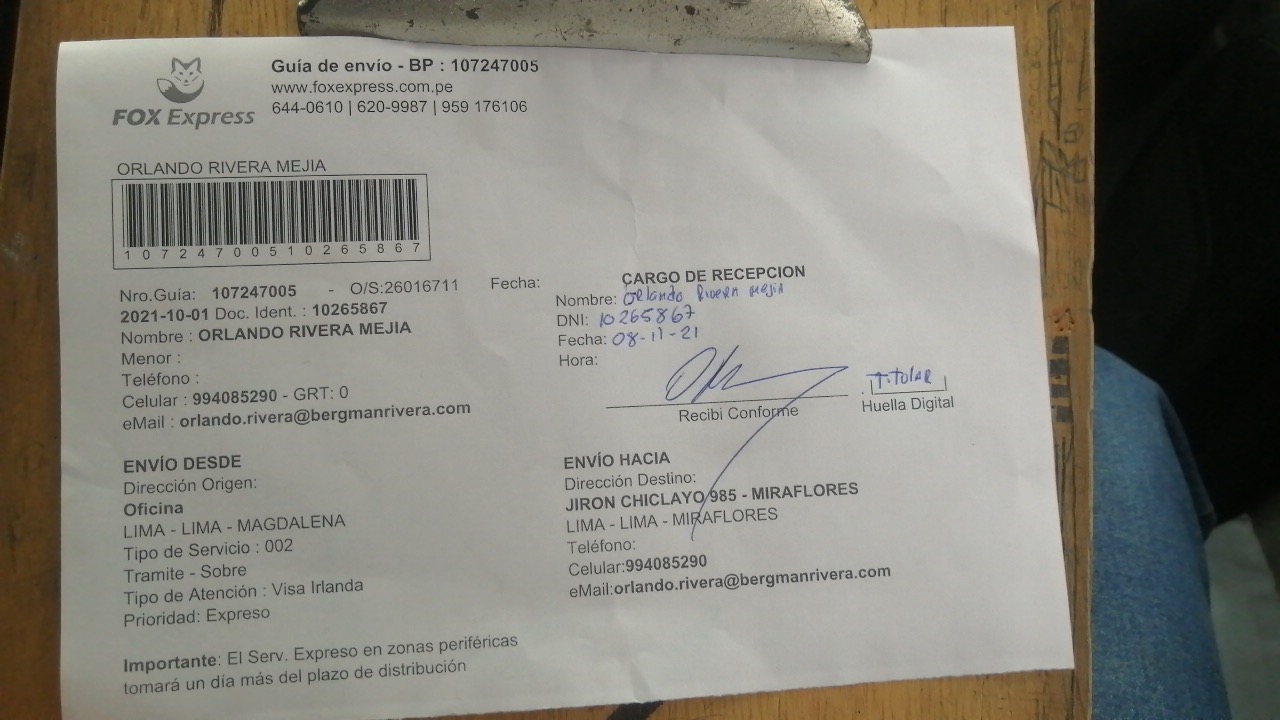 FOX Express
Guía de envío - BP : 107247005
www.foxexpress.com.pe
644-0610 | 620-9987 | 959 176106
ORLANDO RIVERA MEJIA
10724700510265867
Nro.Guía: 107247005 - O/S:26016711 Fecha:
2021-10-01 Doc. Ident. : 10265867
Nombre : ORLANDO RIVERA MEJIA
Menor :
Teléfono :
Celular : 994085290 - GRT: 0
eMail : orlando.rivera@bergmanrivera.com
CARGO DE RECEPCION
Nombre: Orlando Rivera Mejia
DNI: 10265867
Fecha: 08-11-21
Hora:
Recibi Conforme
TITULAR
Huella Digital
ENVÍO DESDE
Dirección Origen:
Oficina
LIMA - LIMA - MAGDALENA
Tipo de Servicio : 002
Tramite - Sobre
Tipo de Atención : Visa Irlanda
Prioridad: Expreso
ENVÍO HACIA
Dirección Destino:
JIRON CHICLAYO 985 - MIRAFLORES
LIMA - LIMA - MIRAFLORES
Teléfono:
Celular:994085290
eMail:orlando.rivera@bergmanrivera.com
Importante: El Serv. Expreso en zonas periféricas
tomará un día más del plazo de distribución